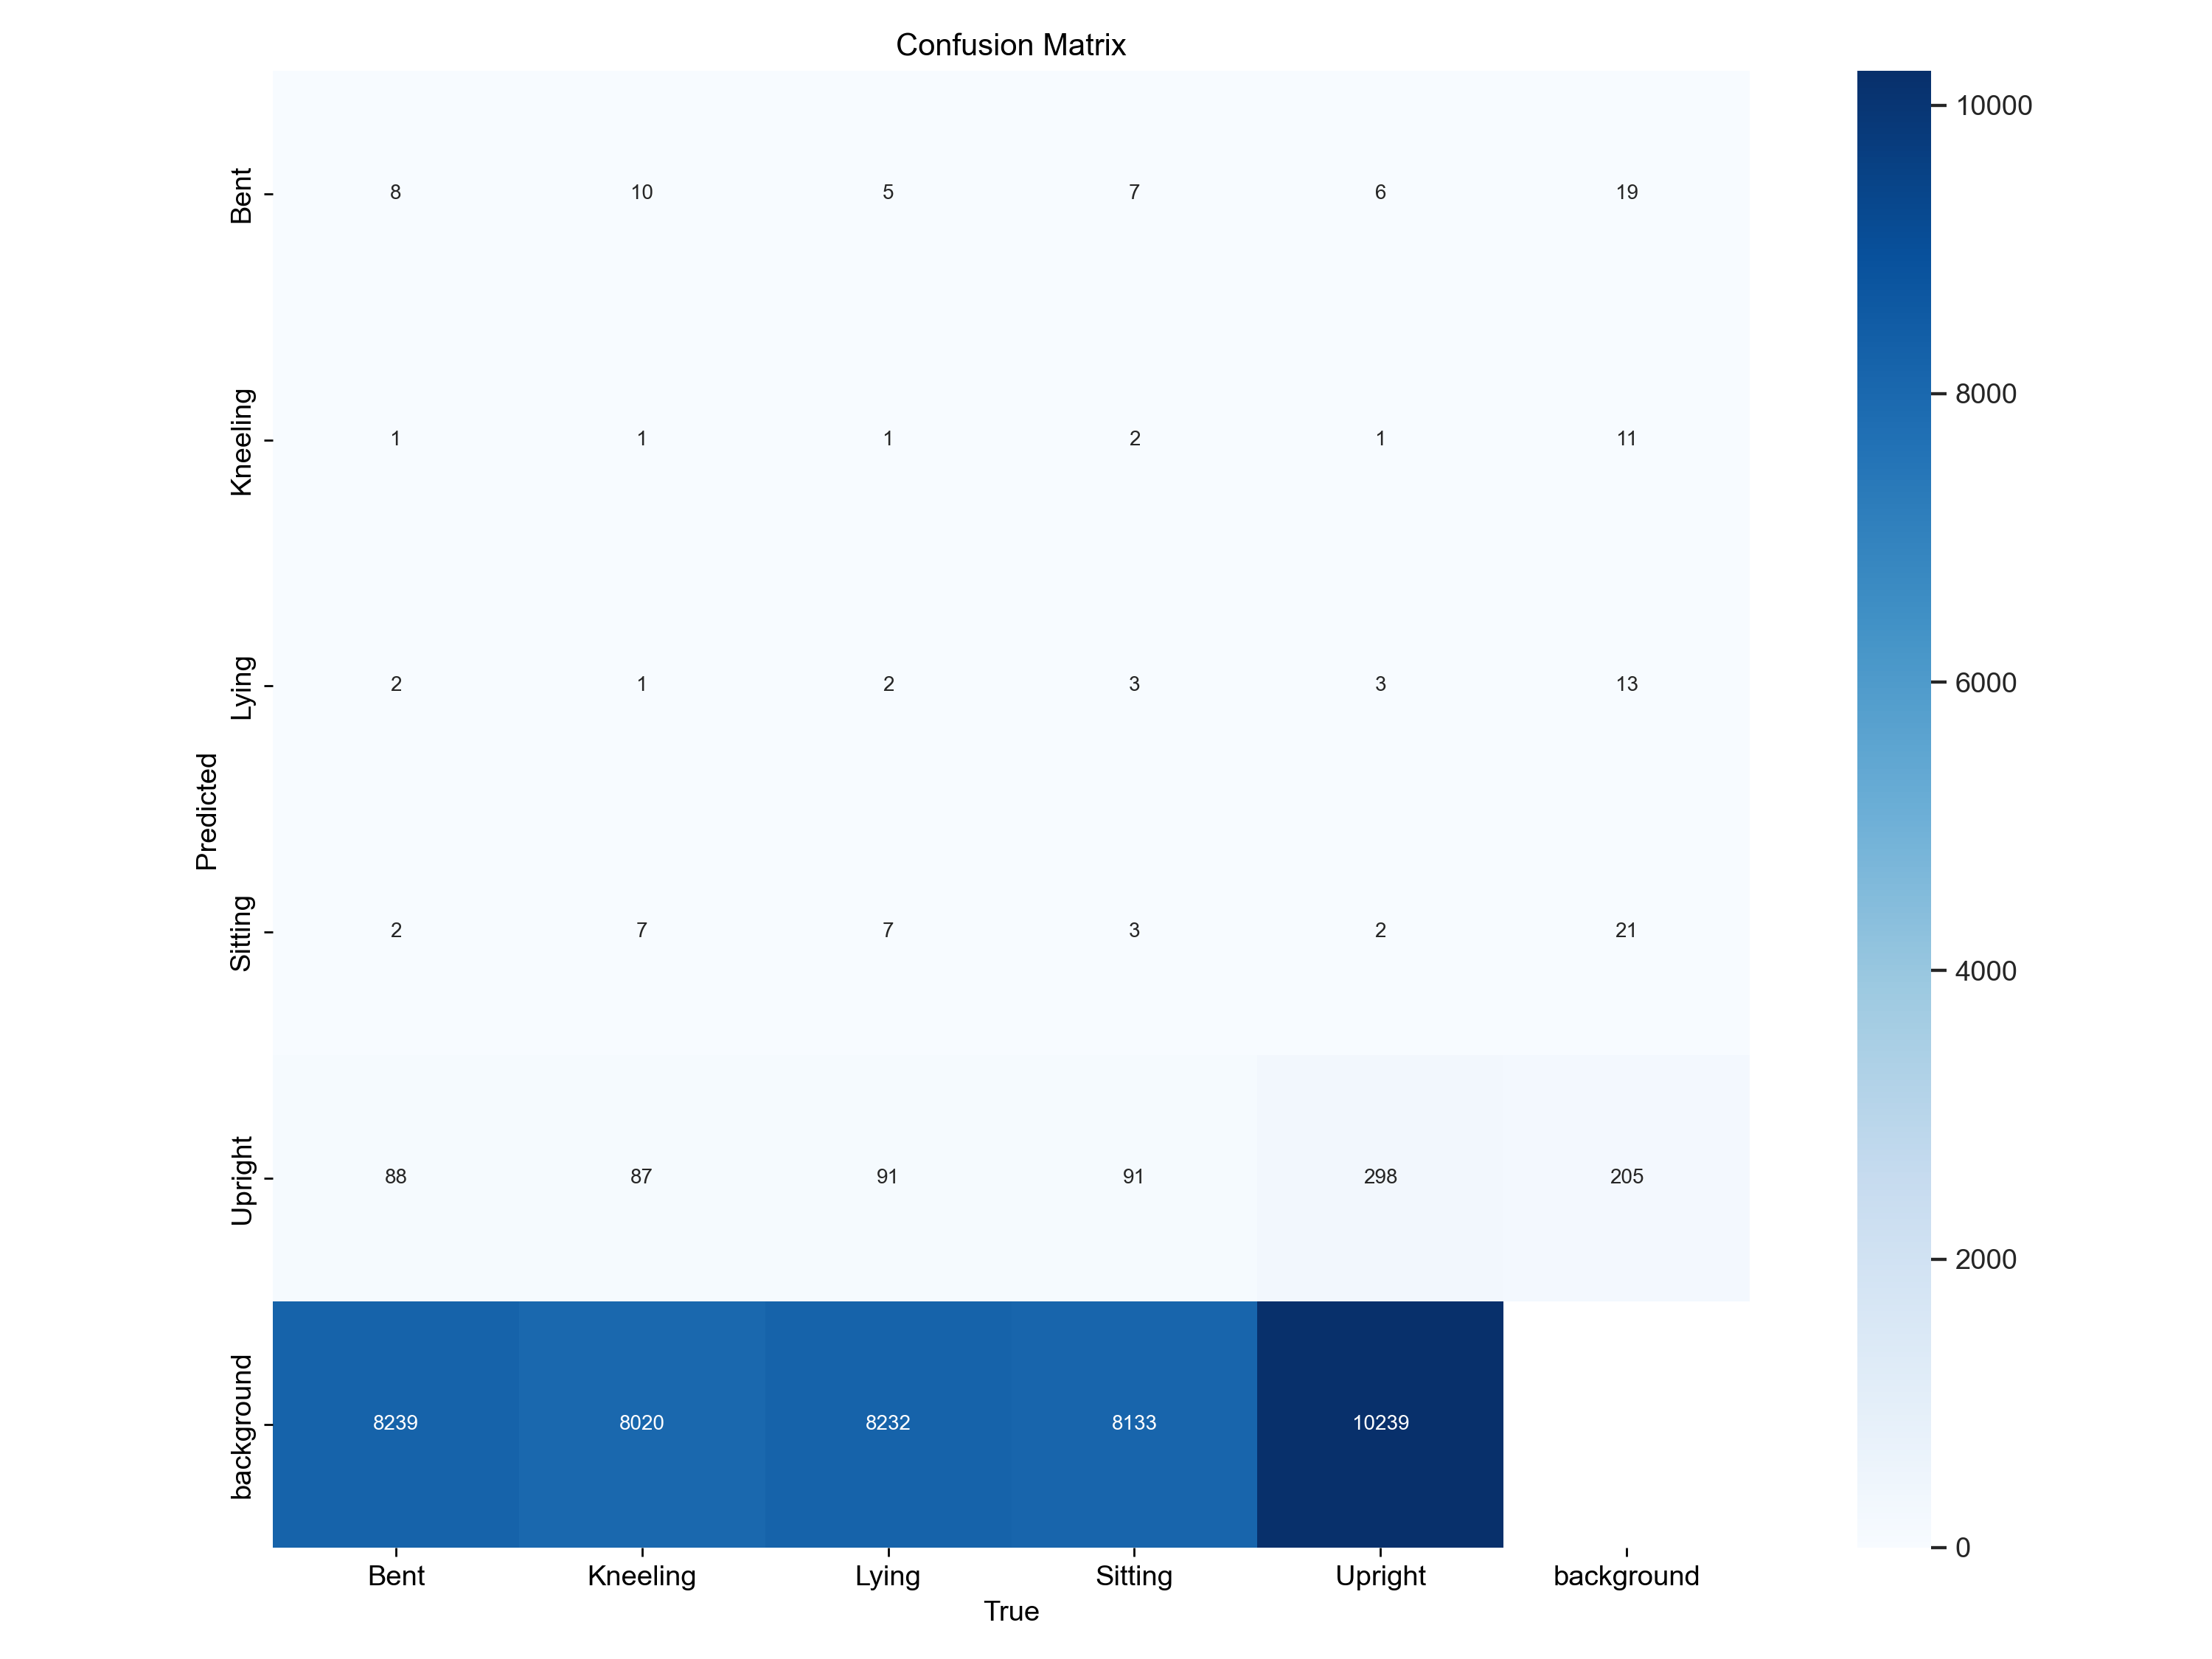 Confusion Matrix
Bent 8 10 5 7 6 19
Kneeling 1 1 1 2 1 11
Lying 2 1 2 3 3 13
Sitting 2 7 7 3 2 21
Upright 88 87 91 91 298 205
background 8239 8020 8232 8133 10239
Bent Kneeling Lying Sitting Upright background
True
Predicted
10000
8000
6000
4000
2000
0